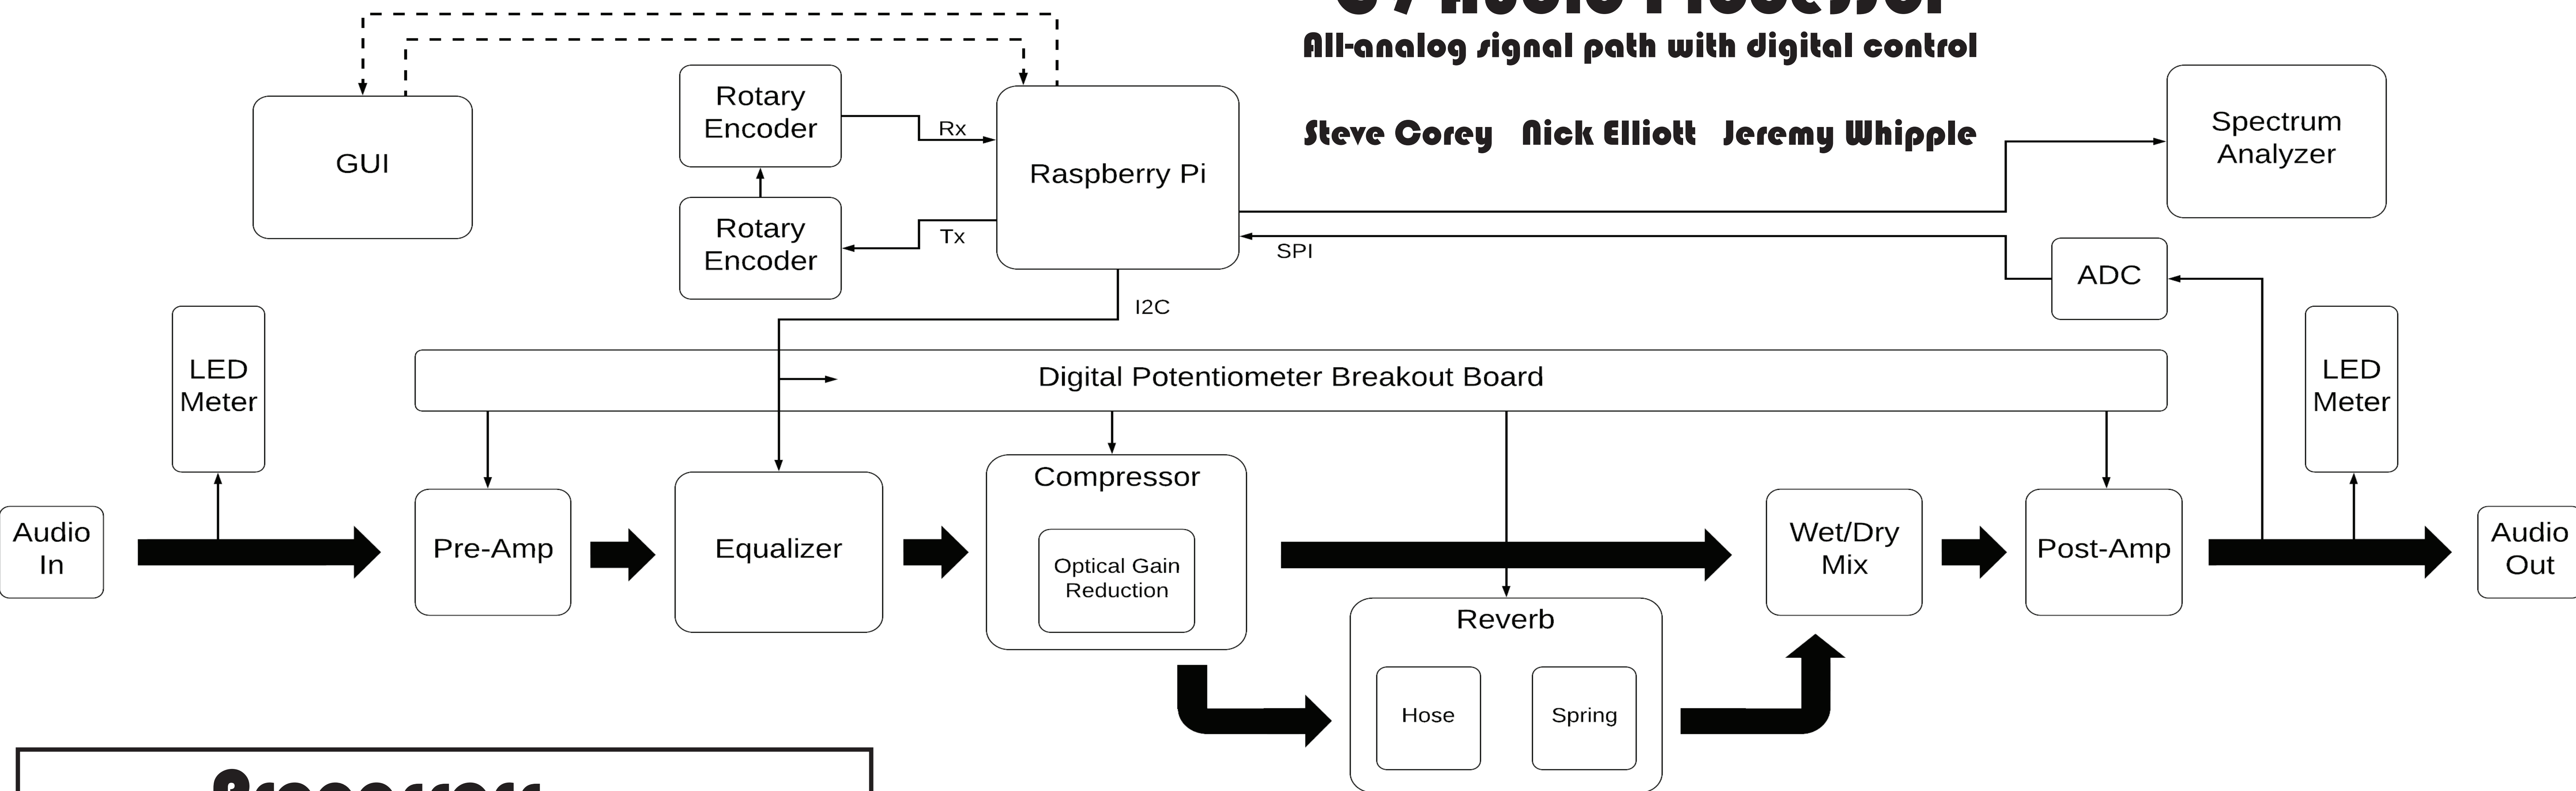 Audio Processor
All-analog signal path with digital control
Steve Corey Nick Elliott Jeremy Whipple
GUI
Rotary
Encoder
Rx
Rotary
Encoder
Tx
Raspberry Pi
Spectrum
Analyzer
SPI
ADC
I2C
LED
Meter
Digital Potentiometer Breakout Board
LED
Meter
Audio
In
Pre-Amp
Equalizer
Compressor
Optical Gain
Reduction
Wet/Dry
Mix
Post-Amp
Audio
Out
Reverb
Hose
Spring